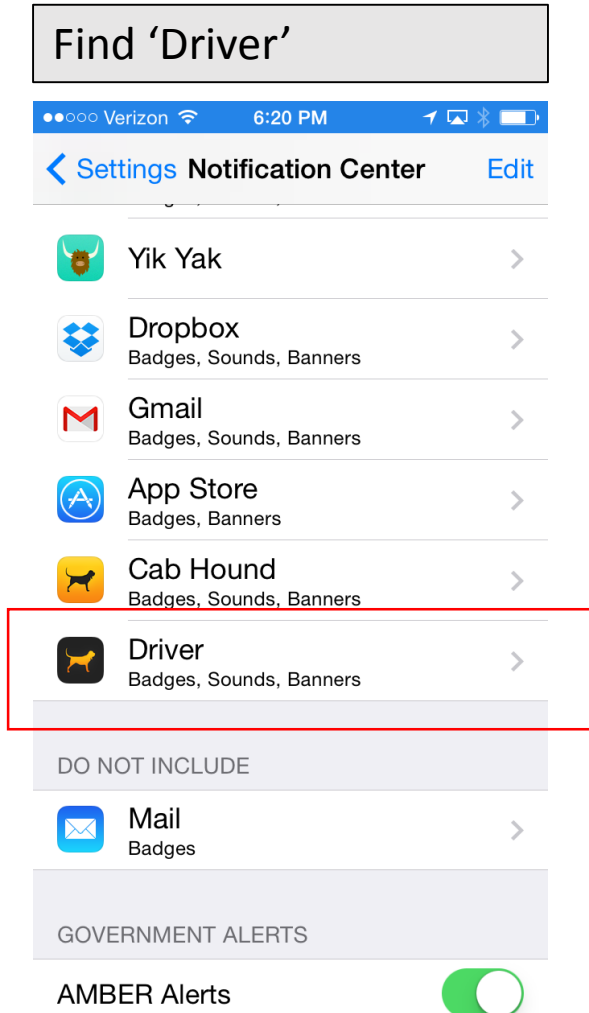 Find ‘Driver’
Verizon 6:20 PM
Settings Notification Center Edit
Yik Yak
Dropbox
Badges, Sounds, Banners
Gmail
Badges, Sounds, Banners
App Store
Badges, Banners
Cab Hound
Badges, Sounds, Banners
Driver
Badges, Sounds, Banners
DO NOT INCLUDE
Mail
Badges
GOVERNMENT ALERTS
AMBER Alerts